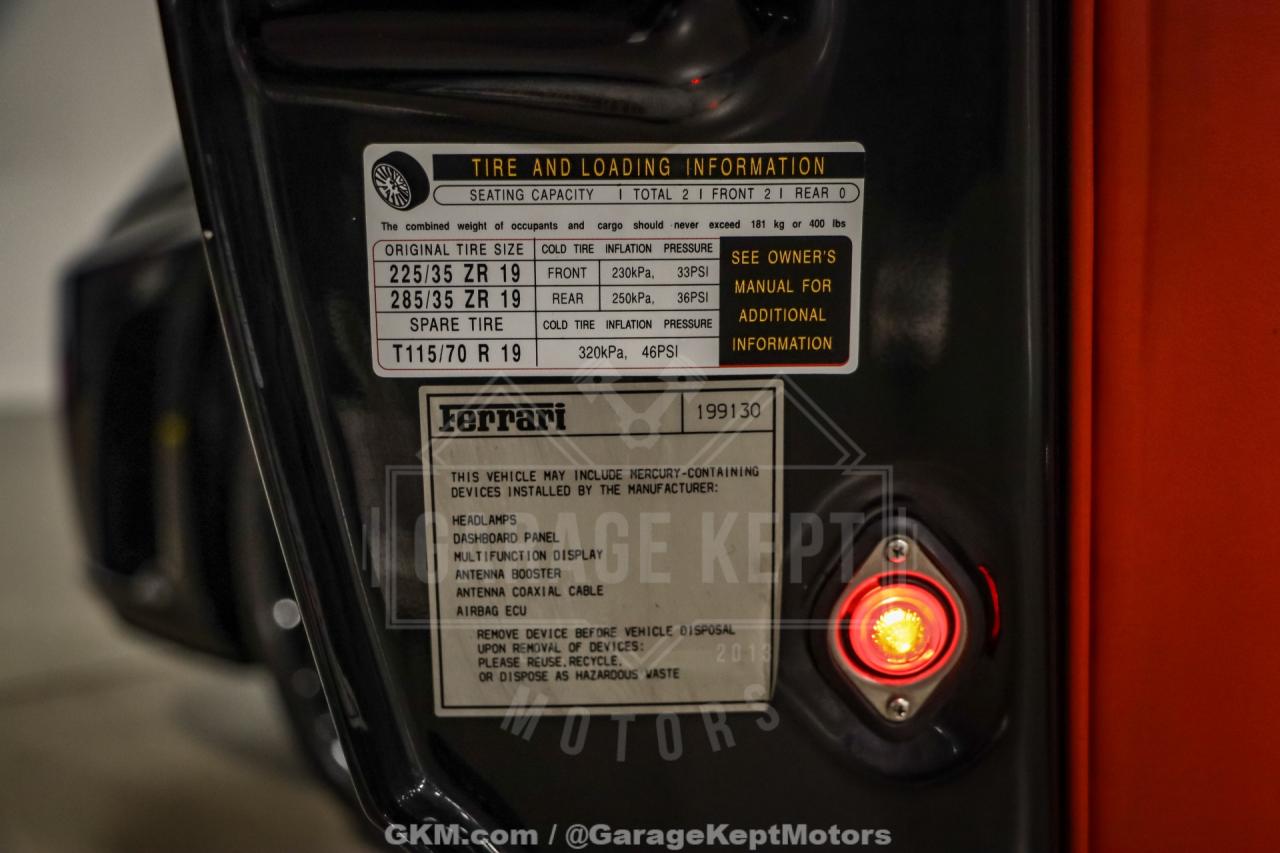 TIRE AND LOADING INFORMATION
SEATING CAPACITY | TOTAL 2 | FRONT 2 | REAR 0
The combined weight of occupants and cargo should never exceed 181 kg or 400 lbs
ORIGINAL TIRE SIZE COLD TIRE INFLATION PRESSURE
225/35 ZR 19 FRONT 230kPa, 33PSI
285/35 ZR 19 REAR 250kPa, 36PSI
SPARE TIRE COLD TIRE INFLATION PRESSURE
T115/70 R 19 320kPa, 46PSI
SEE OWNER'S
MANUAL FOR
ADDITIONAL
INFORMATION
Ferrari 199130
THIS VEHICLE MAY INCLUDE MERCURY-CONTAINING
DEVICES INSTALLED BY THE MANUFACTURER:
HEADLAMPS
DASHBOARD PANEL
MULTIFUNCTION DISPLAY
ANTENNA BOOSTER
ANTENNA COAXIAL CABLE
AIRBAG ECU
REMOVE DEVICE BEFORE VEHICLE DISPOSAL
UPON REMOVAL OF DEVICES:
PLEASE REUSE, RECYCLE,
OR DISPOSE AS HAZARDOUS WASTE
GARAGE KEPT
2013
MOTORS
GKM.com / @GarageKeptMotors